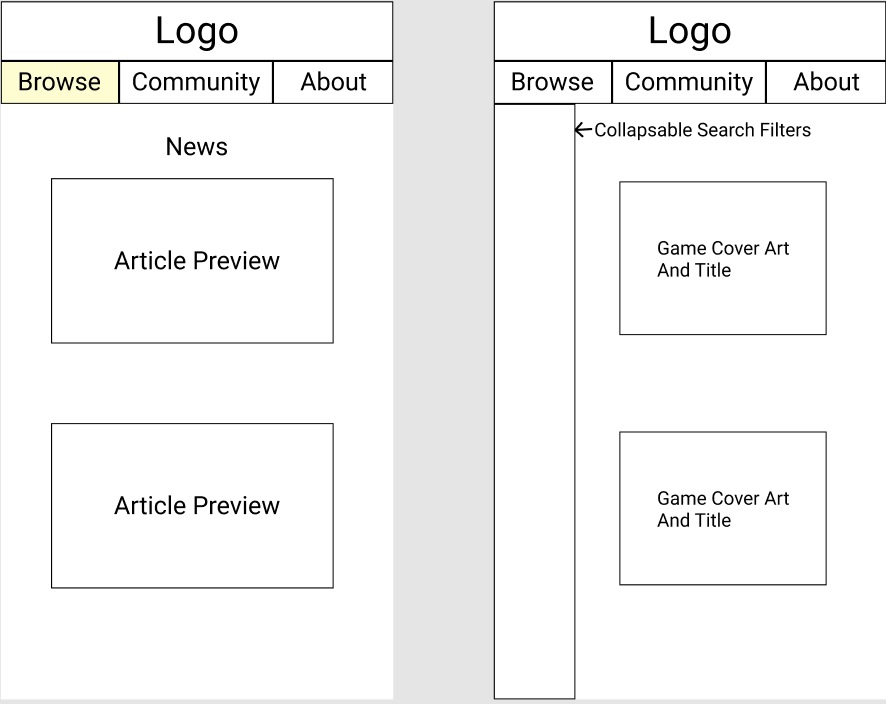 Logo
Browse Community About
News
Article Preview
Article Preview
Logo
Browse Community About
Collapsable Search Filters
Game Cover Art
And Title
Game Cover Art
And Title